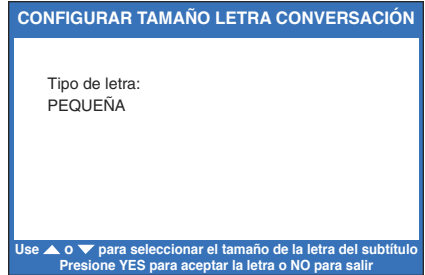 CONFIGURAR TAMAÑO LETRA CONVERSACIÓN
Tipo de letra:
PEQUEÑA
Use ▲ o ▼ para seleccionar el tamaño de la letra del subtítulo
Presione YES para aceptar la letra o NO para salir